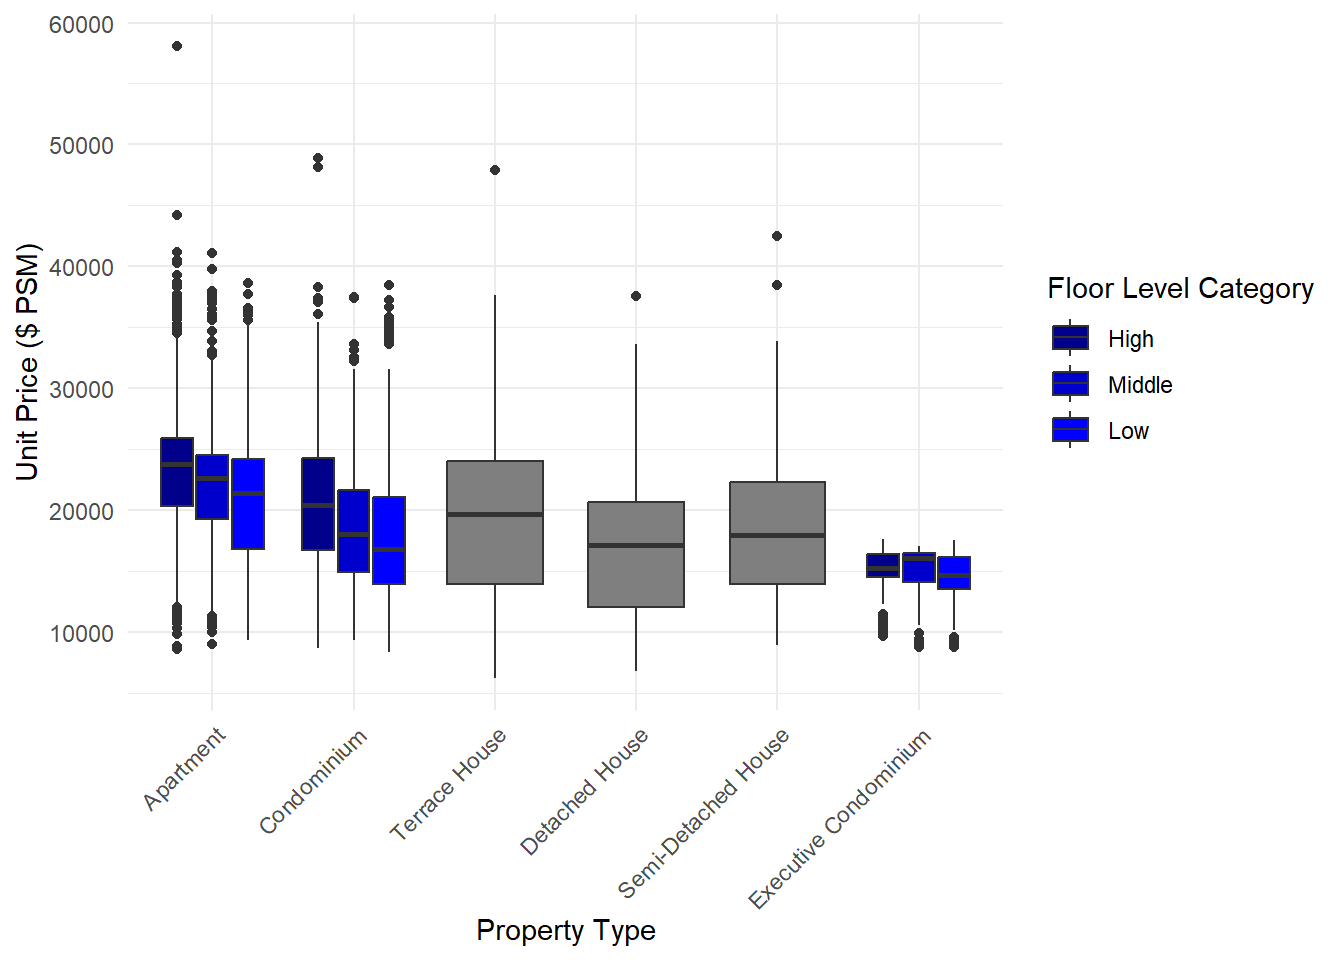 60000
50000
40000
30000
20000
10000
Unit Price ($ PSM)
Apartment
Condominium
Terrace House
Detached House
Semi-Detached House
Executive Condominium
Property Type
Floor Level Category
High
Middle
Low